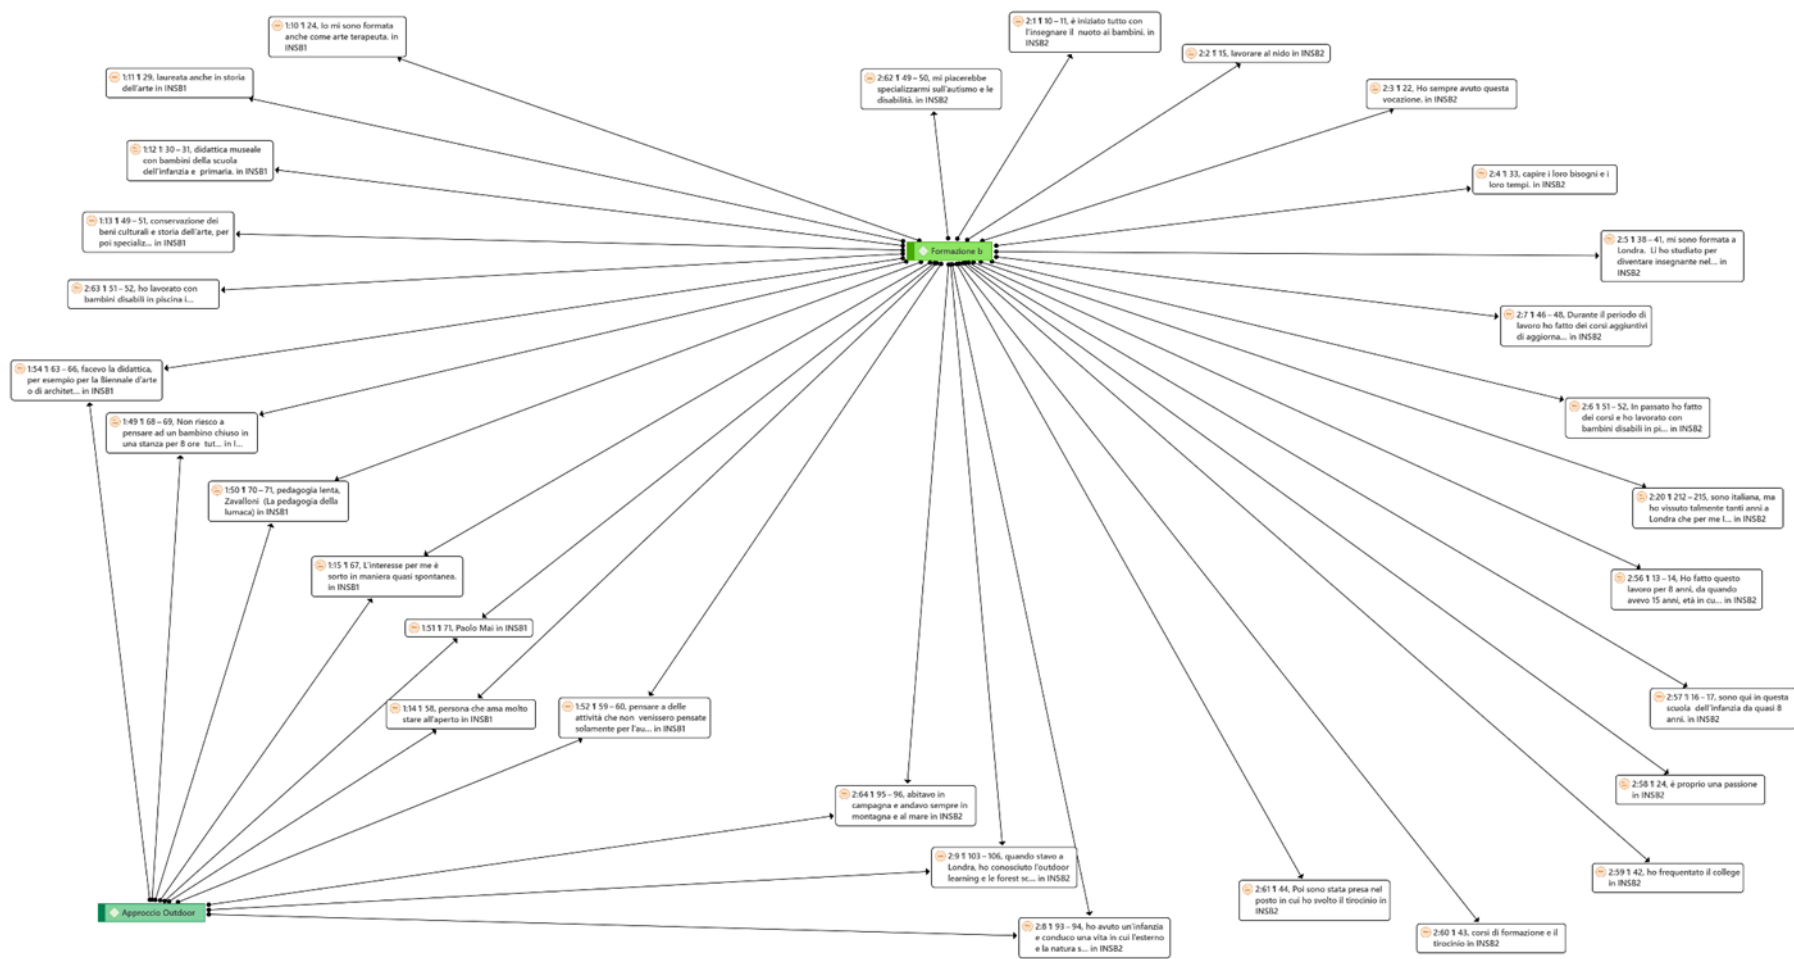 1:10 ¶ 24, Io mi sono formata
anche come arte terapeuta. in
INSB1
2:1 ¶ 10 – 11, è iniziato tutto con
l'insegnare il nuoto ai bambini. in
INSB2
2:2 ¶ 15, lavorare al nido in INSB2
1:11 ¶ 29, laureata anche in storia
dell'arte in INSB1
2:62 ¶ 49 – 50, mi piacerebbe
specializzarmi sull'autismo e le
disabilità. in INSB2
2:3 ¶ 22, Ho sempre avuto questa
vocazione. in INSB2
1:12 ¶ 30 – 31, didattica museale
con bambini della scuola
dell'infanzia e primaria. in INSB1
2:4 ¶ 33, capire i loro bisogni e i
loro tempi. in INSB2
1:13 ¶ 49 – 51, conservazione dei
beni culturali e storia dell'arte, per
poi specializ... in INSB1
Formazione b
2:5 ¶ 38 – 41, mi sono formata a
Londra. Lì ho studiato per
diventare insegnante nel... in
INSB2
2:63 ¶ 51 – 52, ho lavorato con
bambini disabili in piscina i...
2:7 ¶ 46 – 48, Durante il periodo di
lavoro ho fatto dei corsi aggiuntivi
di aggiorna... in INSB2
1:54 ¶ 63 – 66, facevo la didattica,
per esempio per la Biennale d'arte
o di architet... in INSB1
2:6 ¶ 51 – 52, In passato ho fatto
dei corsi e ho lavorato con
bambini disabili in pi... in INSB2
1:49 ¶ 68 – 69, Non riesco a
pensare ad un bambino chiuso in
una stanza per 8 ore tut... in I...
1:50 ¶ 70 – 71, pedagogia lenta,
Zavalloni (La pedagogia della
lumaca) in INSB1
2:20 ¶ 212 – 215, sono italiana, ma
ho vissuto talmente tanti anni a
Londra che per me l... in INSB2
1:15 ¶ 67, L'interesse per me è
sorto in maniera quasi spontanea.
in INSB1
2:56 ¶ 13 – 14, Ho fatto questo
lavoro per 8 anni, da quando
avevo 15 anni, età in cu... in INSB2
1:51 ¶ 71, Paolo Mai in INSB1
1:14 ¶ 58, persona che ama molto
stare all'aperto in INSB1
1:52 ¶ 59 – 60, pensare a delle
attività che non venissero pensate
solamente per l'au... in INSB1
2:57 ¶ 16 – 17, sono qui in questa
scuola dell'infanzia da quasi 8
anni. in INSB2
2:58 ¶ 24, è proprio una passione
in INSB2
2:64 ¶ 95 – 96, abitavo in
campagna e andavo sempre in
montagna e al mare in INSB2
2:9 ¶ 103 – 106, quando stavo a
Londra, ho conosciuto l'outdoor
learning e le forest sc... in INSB2
2:59 ¶ 42, ho frequentato il college
in INSB2
2:61 ¶ 44, Poi sono stata presa nel
posto in cui ho svolto il tirocinio in
INSB2
Approccio Outdoor
2:8 ¶ 93 – 94, ho avuto un'infanzia
e conduco una vita in cui l'esterno
e la natura s... in INSB2
2:60 ¶ 43, corsi di formazione e il
tirocinio in INSB2